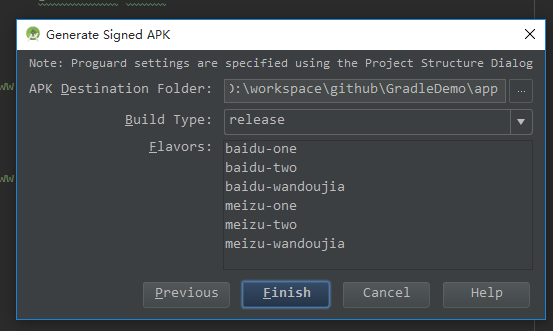 Generate Signed APK
Note: Proguard settings are specified using the Project Structure Dialog
APK Destination Folder: D:\workspace\github\GradleDemo\app ...
Build Type: release
Flavors:
baidu-one
baidu-two
baidu-wandoujia
meizu-one
meizu-two
meizu-wandoujia
Previous Finish Cancel Help